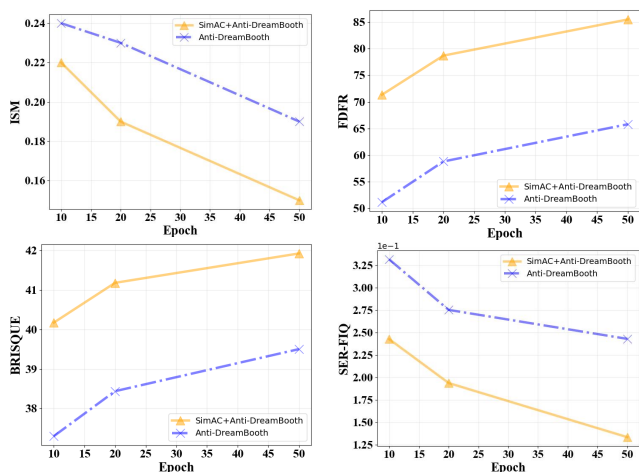 0.24
0.22
0.20
0.18
0.16
ISM
SimAC+Anti-DreamBooth
Anti-DreamBooth
10 15 20 25 30 35 40 45 50
Epoch
85
80
75
70
65
60
55
50
FDFR
SimAC+Anti-DreamBooth
Anti-DreamBooth
10 15 20 25 30 35 40 45 50
Epoch
42
41
40
39
38
BRISQUE
SimAC+Anti-DreamBooth
Anti-DreamBooth
10 15 20 25 30 35 40 45 50
Epoch
1e−1
3.25
3.00
2.75
2.50
2.25
2.00
1.75
1.50
1.25
SER-FIQ
SimAC+Anti-DreamBooth
Anti-DreamBooth
10 15 20 25 30 35 40 45 50
Epoch